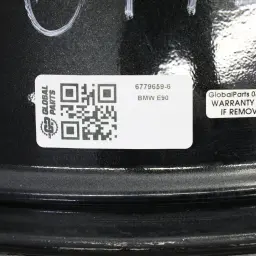 GLOBAL
PARTS
6779659-6
BMW E90
GlobalParts
WARRANTY
IF REMOV